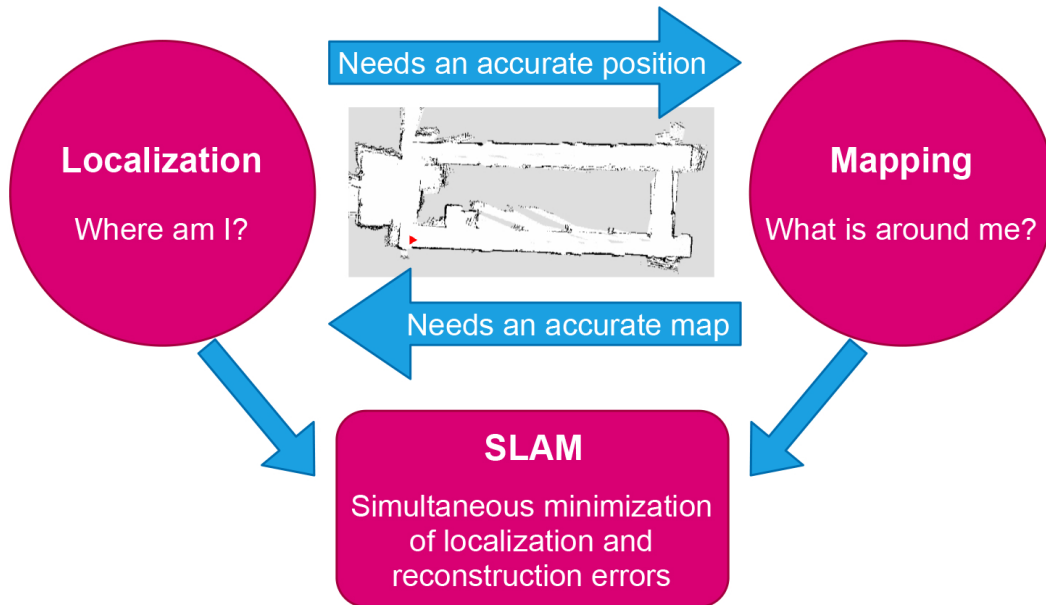 Needs an accurate position
Localization
Where am I?
Mapping
What is around me?
Needs an accurate map
SLAM
Simultaneous minimization
of localization and
reconstruction errors